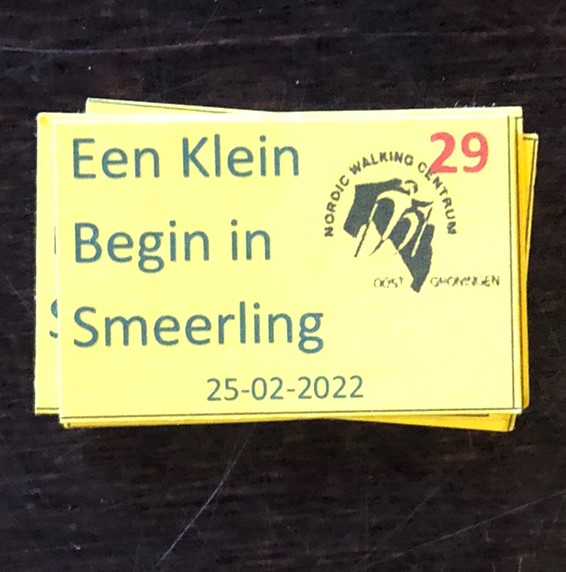 Een Klein
29
NORDIC WALKING CENTRUM
Begin in
OOST GRONINGEN
Smeerling
25-02-2022